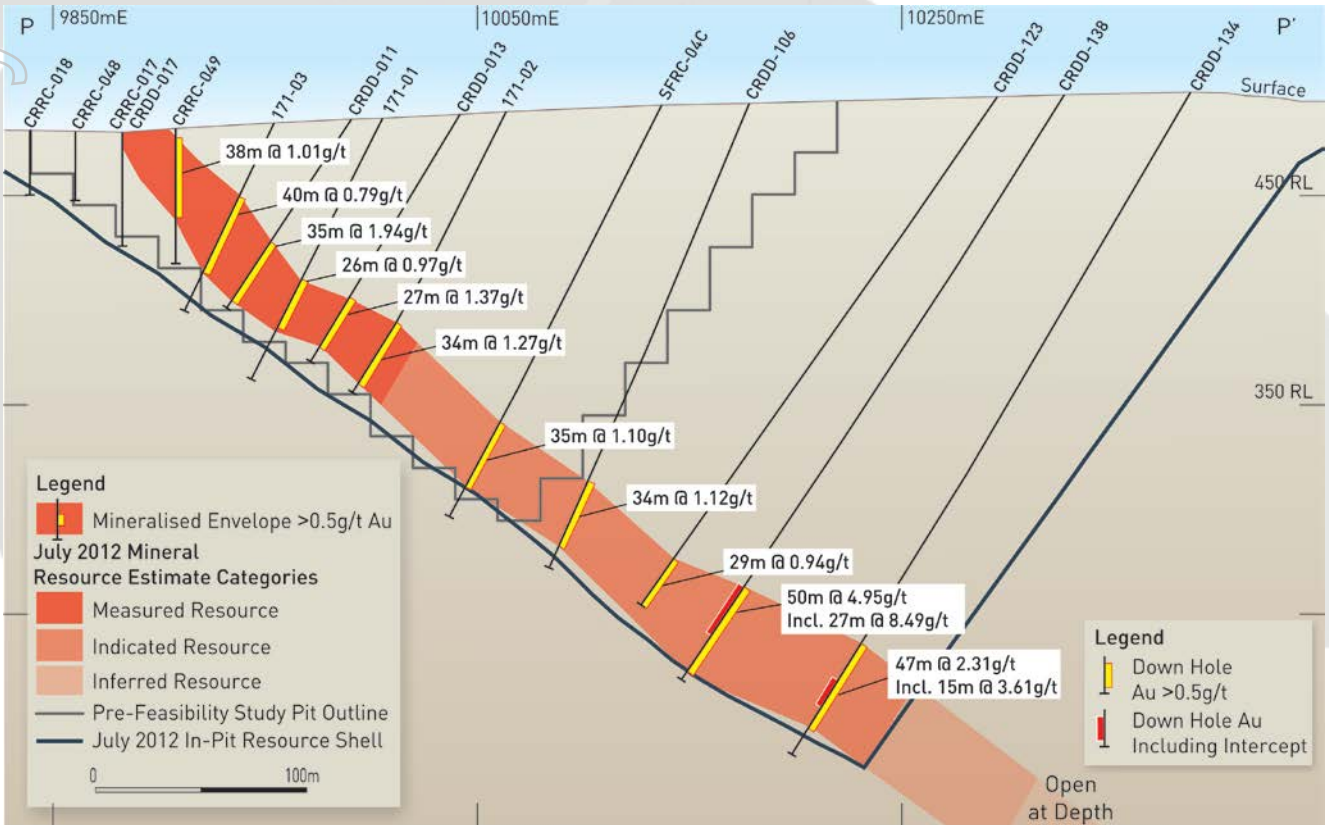 P
9850mE
10050mE
10250mE
P'
CRRC-018
CRRC-048
CRRC-017
CRDD-017
CRRC-049
171-03
CRDD-011
171-01
CRDD-013
171-02
SFRC-04C
CRDD-106
CRDD-123
CRDD-138
CRDD-134
Surface
38m @ 1.01g/t
40m @ 0.79g/t
35m @ 1.94g/t
26m @ 0.97g/t
27m @ 1.37g/t
34m @ 1.27g/t
35m @ 1.10g/t
34m @ 1.12g/t
29m @ 0.94g/t
50m @ 4.95g/t
Incl. 27m @ 8.49g/t
47m @ 2.31g/t
Incl. 15m @ 3.61g/t
450 RL
350 RL
Legend
Mineralised Envelope >0.5g/t Au
July 2012 Mineral
Resource Estimate Categories
Measured Resource
Indicated Resource
Inferred Resource
Pre-Feasibility Study Pit Outline
July 2012 In-Pit Resource Shell
0
100m
Legend
Down Hole
Au >0.5g/t
Down Hole Au
Including Intercept
Open
at Depth